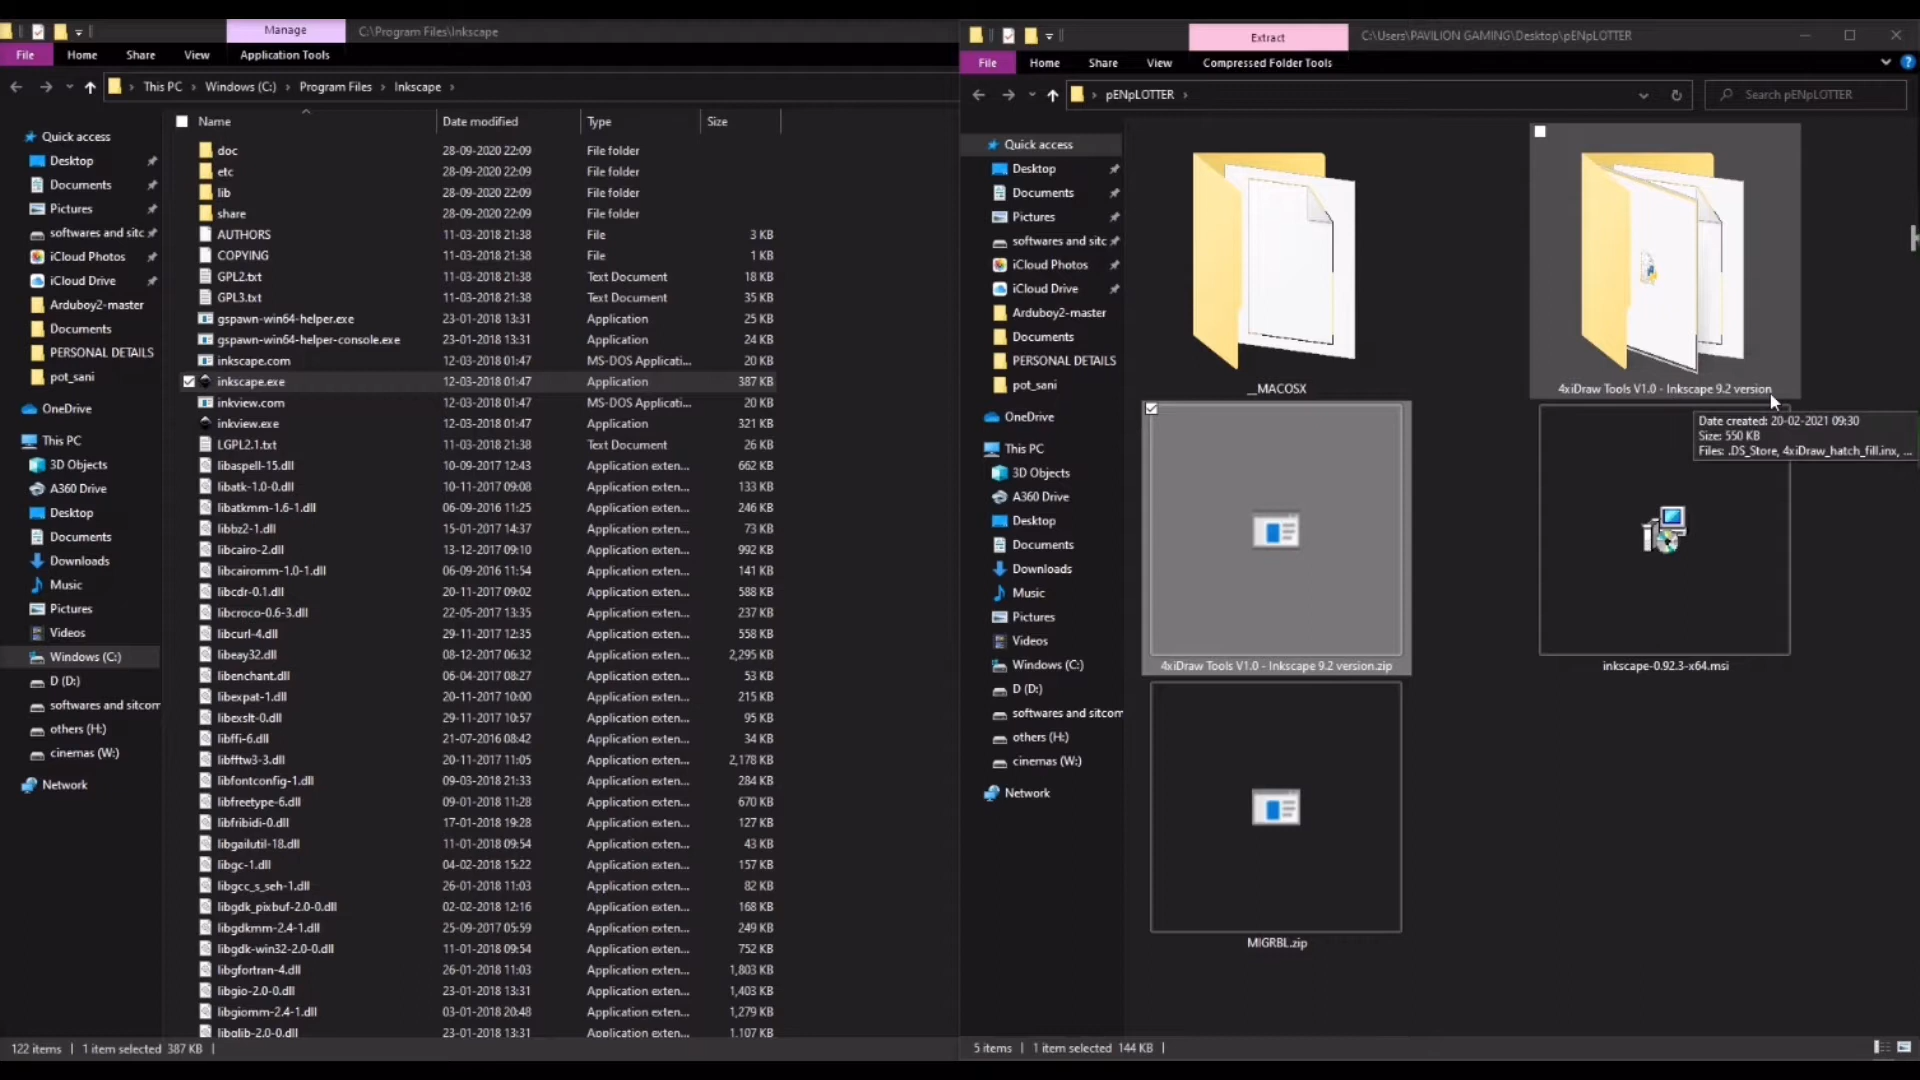 Manage
C:\Program Files\Inkscape
File
Home
Share
View
Application Tools
This PC
Windows (C:)
Program Files
Inkscape
Name
Date modified
Type
Size
Quick access
Desktop
Documents
Pictures
softwares and sitc
iCloud Photos
iCloud Drive
Arduboy2-master
Documents
PERSONAL DETAILS
pot_sani
OneDrive
This PC
3D Objects
A360 Drive
Desktop
Documents
Downloads
Music
Pictures
Videos
Windows (C:)
D (D:)
softwares and sitcom
others (H:)
cinemas (W:)
Network
doc 28-09-2020 22:09 File folder
etc 28-09-2020 22:09 File folder
lib 28-09-2020 22:09 File folder
share 28-09-2020 22:09 File folder
AUTHORS 11-03-2018 21:38 File 3 KB
COPYING 11-03-2018 21:38 File 1 KB
GPL2.txt 11-03-2018 21:38 Text Document 18 KB
GPL3.txt 11-03-2018 21:38 Text Document 35 KB
gspawn-win64-helper.exe 23-01-2018 13:31 Application 25 KB
gspawn-win64-helper-console.exe 23-01-2018 13:31 Application 24 KB
inkscape.com 12-03-2018 01:47 MS-DOS Applicati... 20 KB
inkscape.exe 12-03-2018 01:47 Application 387 KB
inkview.com 12-03-2018 01:47 MS-DOS Applicati... 20 KB
inkview.exe 12-03-2018 01:47 Application 321 KB
LGPL2.1.txt 11-03-2018 21:38 Text Document 26 KB
libaspell-15.dll 10-09-2017 12:43 Application exten... 662 KB
libatk-1.0-0.dll 10-11-2017 09:08 Application exten... 133 KB
libatkmm-1.6-1.dll 06-09-2016 11:25 Application exten... 246 KB
libbz2-1.dll 15-01-2017 14:37 Application exten... 73 KB
libcairo-2.dll 13-12-2017 09:10 Application exten... 992 KB
libcairomm-1.0-1.dll 06-09-2016 11:54 Application exten... 141 KB
libcdr-0.1.dll 20-11-2017 09:02 Application exten... 588 KB
libcroco-0.6-3.dll 22-05-2017 13:35 Application exten... 237 KB
libcurl-4.dll 29-11-2017 12:35 Application exten... 558 KB
libeay32.dll 08-12-2017 06:32 Application exten... 2,295 KB
libenchant.dll 06-04-2017 08:27 Application exten... 53 KB
libexpat-1.dll 20-11-2017 10:00 Application exten... 215 KB
libexslt-0.dll 29-11-2017 10:57 Application exten... 95 KB
libffi-6.dll 21-07-2016 08:42 Application exten... 34 KB
libfftw3-3.dll 20-11-2017 11:05 Application exten... 2,178 KB
libfontconfig-1.dll 09-03-2018 21:33 Application exten... 284 KB
libfreetype-6.dll 09-01-2018 11:28 Application exten... 670 KB
libfribidi-0.dll 17-01-2018 19:28 Application exten... 127 KB
libgailutil-18.dll 11-01-2018 09:54 Application exten... 43 KB
libgc-1.dll 04-02-2018 15:22 Application exten... 157 KB
libgcc_s_seh-1.dll 26-01-2018 11:03 Application exten... 82 KB
libgdk_pixbuf-2.0-0.dll 02-02-2018 12:16 Application exten... 168 KB
libgdkmm-2.4-1.dll 25-09-2017 05:59 Application exten... 249 KB
libgdk-win32-2.0-0.dll 11-01-2018 09:54 Application exten... 752 KB
libgfortran-4.dll 26-01-2018 11:03 Application exten... 1,803 KB
libgio-2.0-0.dll 23-01-2018 13:31 Application exten... 1,403 KB
libgiomm-2.4-1.dll 03-01-2018 20:48 Application exten... 1,279 KB
libglib-2.0-0.dll 23-01-2018 13:31 Application exten... 1,107 KB
122 items
1 item selected 387 KB
Extract
C:\Users\PAVILION GAMING\Desktop\pENpLOTTER
File
Home
Share
View
Compressed Folder Tools
pENpLOTTER
Search pENpLOTTER
Quick access
Desktop
Documents
Pictures
softwares and sitc
iCloud Photos
iCloud Drive
Arduboy2-master
Documents
PERSONAL DETAILS
pot_sani
OneDrive
This PC
3D Objects
A360 Drive
Desktop
Documents
Downloads
Music
Pictures
Videos
Windows (C:)
D (D:)
softwares and sitcom
others (H:)
cinemas (W:)
Network
__MACOSX
4xiDraw Tools V1.0 - Inkscape 9.2 version
Date created: 20-02-2021 09:30
Size: 550 KB
Files: .DS_Store, 4xiDraw_hatch_fill.inx, ...
4xiDraw Tools V1.0 - Inkscape 9.2 version.zip
inkscape-0.92.3-x64.msi
MIGRBL.zip
5 items
1 item selected 144 KB